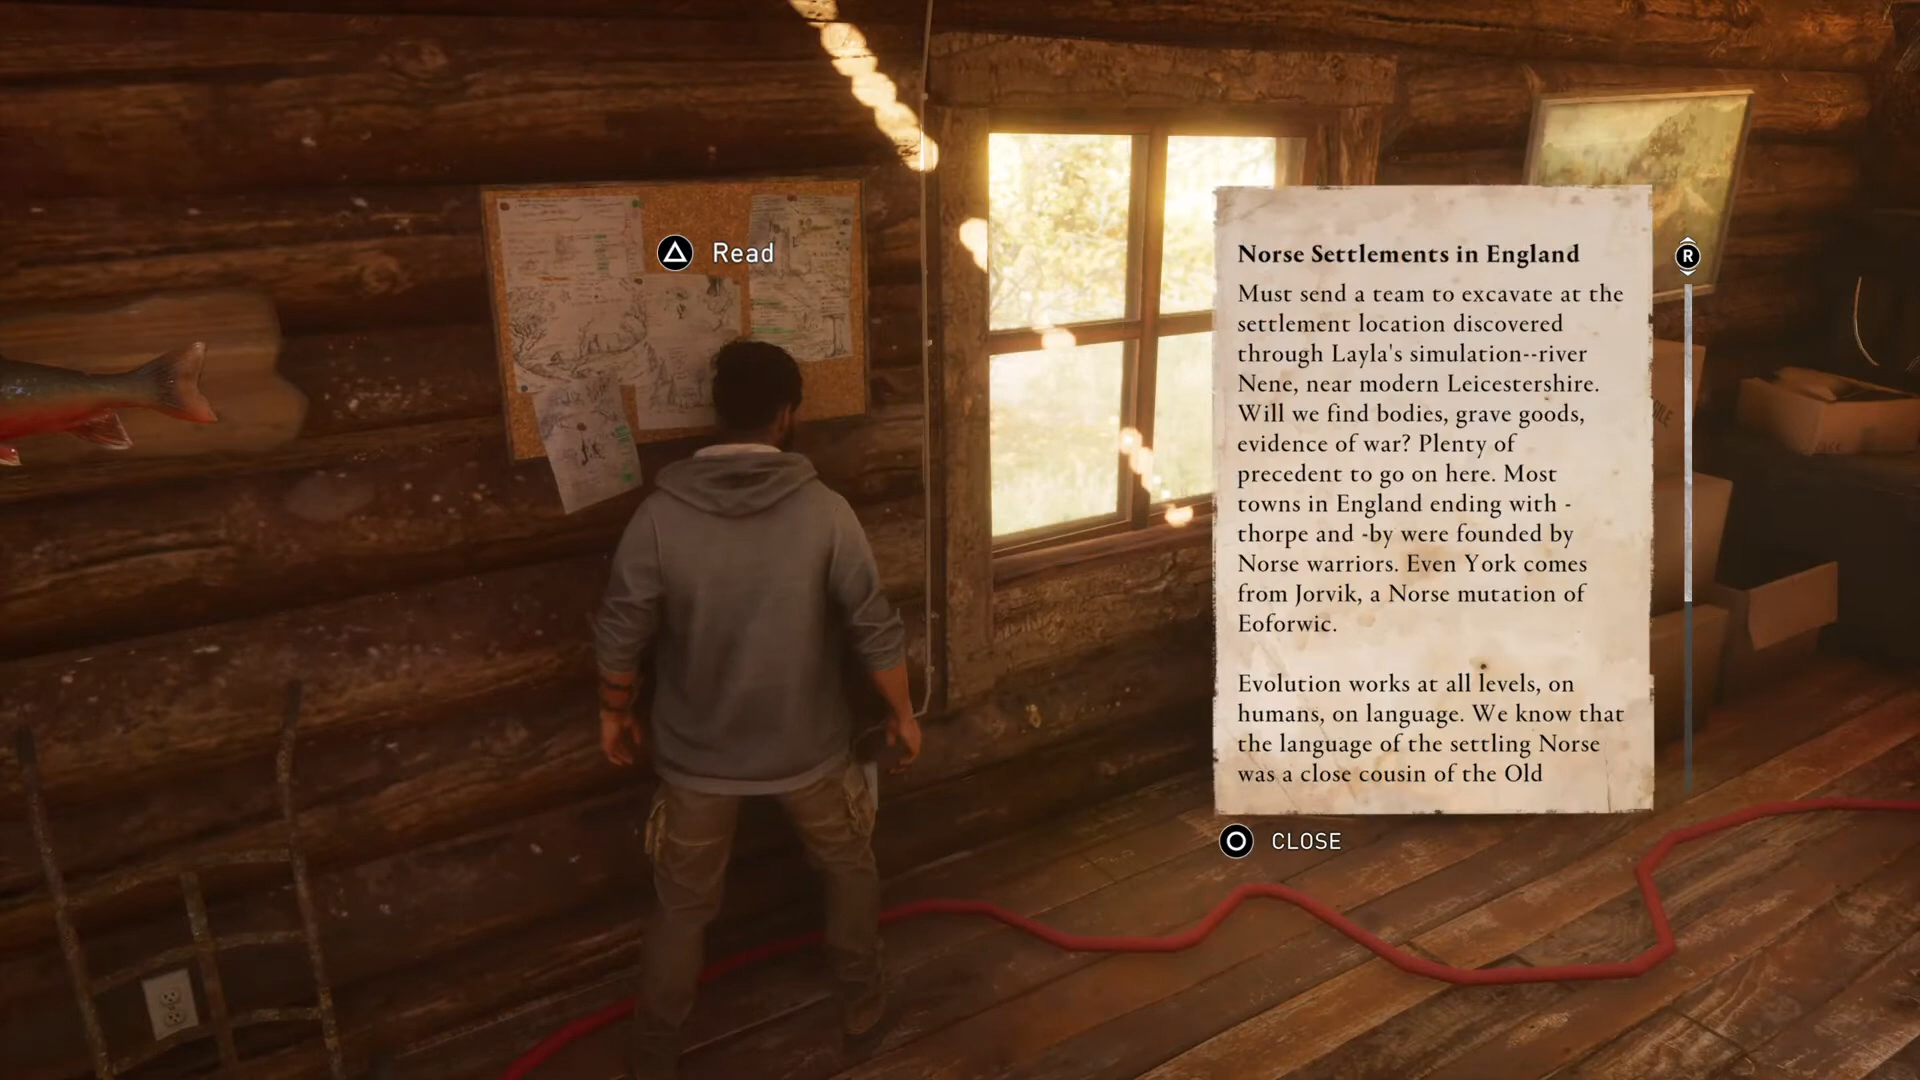 Read
Norse Settlements in England
Must send a team to excavate at the
settlement location discovered
through Layla's simulation--river
Nene, near modern Leicestershire.
Will we find bodies, grave goods,
evidence of war? Plenty of
precedent to go on here. Most
towns in England ending with -
thorpe and -by were founded by
Norse warriors. Even York comes
from Jorvik, a Norse mutation of
Eoforwic.
Evolution works at all levels, on
humans, on language. We know that
the language of the settling Norse
was a close cousin of the Old
R
CLOSE